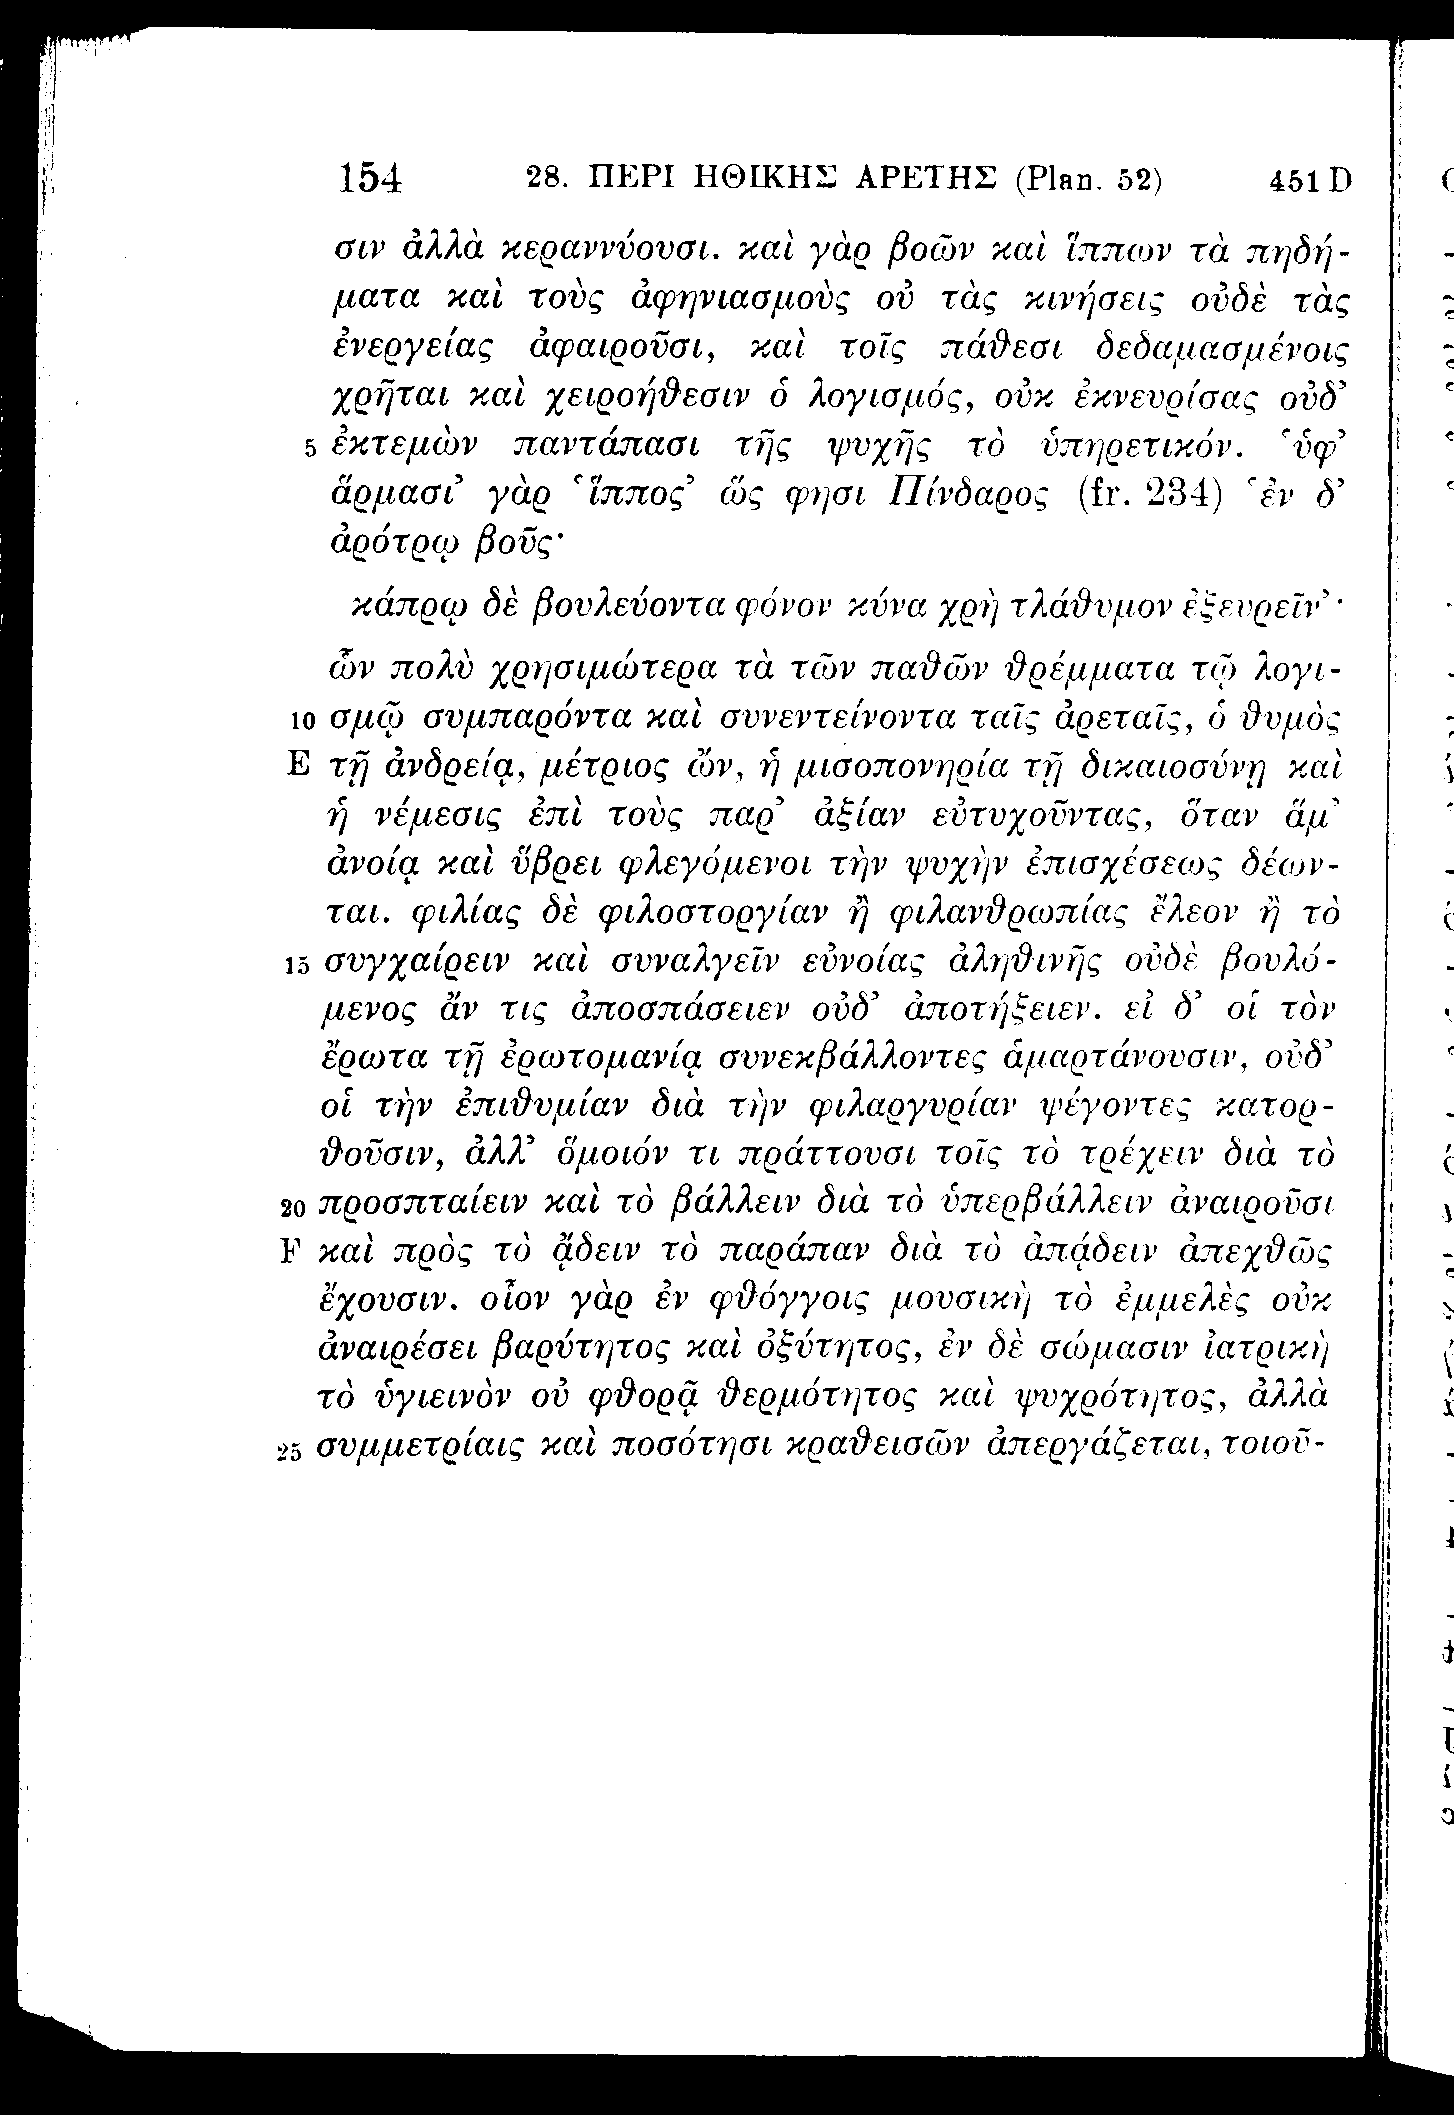 154 28. ΠΕΡΙ ΗΘΙΚΗΣ ΑΡΕΤΗΣ (Plan. 52) 451 D
σιν ἀλλὰ κεραννύουσι. καὶ γὰρ βοῶν καὶ ἵππων τὰ πηδή-
ματα καὶ τοὺς ἀφηνιασμοὺς οὐ τὰς κινήσεις οὐδὲ τὰς
ἐνεργείας ἀφαιροῦσι, καὶ τοῖς πάθεσι δεδαμασμένοις
χρῆται καὶ χειροήθεσιν ὁ λογισμός, οὐκ ἐκνευρίσας οὐδ’
5 ἐκτεμὼν παντάπασι τῆς ψυχῆς τὸ ὑπηρετικόν. ‘ὑφ’
ἅρμασι’ γὰρ ‘ἵππος’ ὥς φησι Πίνδαρος (fr. 234) ‘ἐν δ’
ἀρότρῳ βοῦς·
κάπρῳ δὲ βουλεύοντα φόνον κύνα χρὴ τλάθυμον ἐξευρεῖν’·
ὧν πολὺ χρησιμώτερα τὰ τῶν παθῶν θρέμματα τῷ λογι-
10 σμῷ συμπαρόντα καὶ συνεντείνοντα ταῖς ἀρεταῖς, ὁ θυμὸς
E τῇ ἀνδρείᾳ, μέτριος ὤν, ἡ μισοπονηρία τῇ δικαιοσύνῃ καὶ
ἡ νέμεσις ἐπὶ τοὺς παρ’ ἀξίαν εὐτυχοῦντας, ὅταν ἅμ’
ἀνοίᾳ καὶ ὕβρει φλεγόμενοι τὴν ψυχὴν ἐπισχέσεως δέων-
ται. φιλίας δὲ φιλοστοργίαν ἢ φιλανθρωπίας ἔλεον ἢ τὸ
15 συγχαίρειν καὶ συναλγεῖν εὐνοίας ἀληθινῆς οὐδὲ βουλό-
μενος ἄν τις ἀποσπάσειεν οὐδ’ ἀποτήξειεν. εἰ δ’ οἱ τὸν
ἔρωτα τῇ ἐρωτομανίᾳ συνεκβάλλοντες ἁμαρτάνουσιν, οὐδ’
οἱ τὴν ἐπιθυμίαν διὰ τὴν φιλαργυρίαν ψέγοντες κατορ-
θοῦσιν, ἀλλ’ ὅμοιόν τι πράττουσι τοῖς τὸ τρέχειν διὰ τὸ
20 προσπταίειν καὶ τὸ βάλλειν διὰ τὸ ὑπερβάλλειν ἀναιροῦσι
F καὶ πρὸς τὸ ᾄδειν τὸ παράπαν διὰ τὸ ἀπᾴδειν ἀπεχθῶς
ἔχουσιν. οἷον γὰρ ἐν φθόγγοις μουσικὴ τὸ ἐμμελὲς οὐκ
ἀναιρέσει βαρύτητος καὶ ὀξύτητος, ἐν δὲ σώμασιν ἰατρικὴ
τὸ ὑγιεινὸν οὐ φθορᾷ θερμότητος καὶ ψυχρότητος, ἀλλὰ
25 συμμετρίαις καὶ ποσότησι κραθεισῶν ἀπεργάζεται, τοιοῦ-